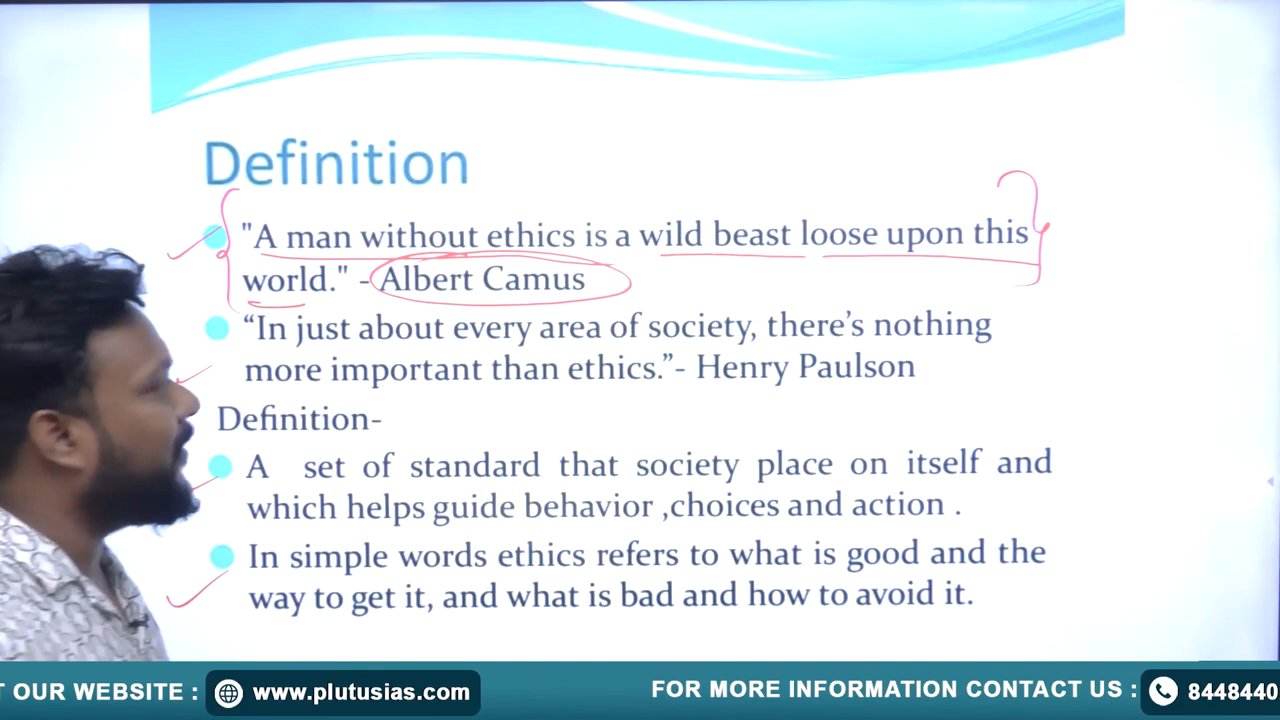 Definition
"A man without ethics is a wild beast loose upon this
world." - Albert Camus
“In just about every area of society, there’s nothing
more important than ethics.”- Henry Paulson
Definition-
A set of standard that society place on itself and
which helps guide behavior ,choices and action .
In simple words ethics refers to what is good and the
way to get it, and what is bad and how to avoid it.
T OUR WEBSITE : www.plutusias.com FOR MORE INFORMATION CONTACT US : 8448440